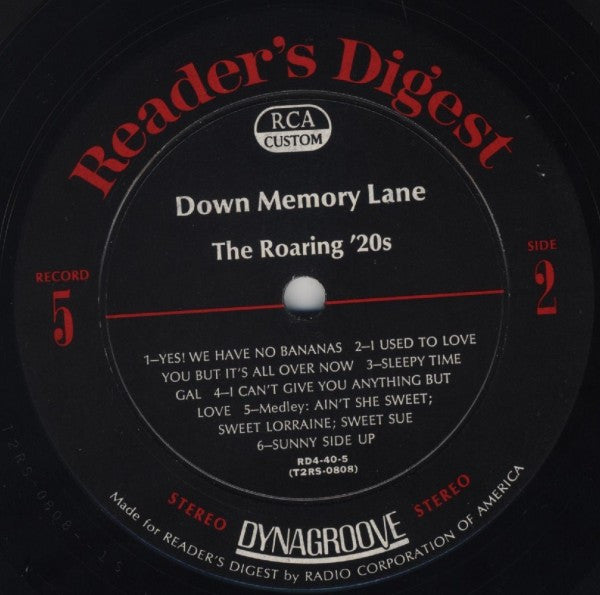 Reader's Digest
RCA
CUSTOM
Down Memory Lane
The Roaring '20s
RECORD
5
SIDE
2
1–YES! WE HAVE NO BANANAS 2–I USED TO LOVE
YOU BUT IT'S ALL OVER NOW 3–SLEEPY TIME
GAL 4–I CAN'T GIVE YOU ANYTHING BUT
LOVE 5–Medley: AIN'T SHE SWEET;
SWEET LORRAINE; SWEET SUE
6–SUNNY SIDE UP
RD4-40-5
(T2RS-0808)
STEREO DYNAGROOVE STEREO
Made for READER'S DIGEST by RADIO CORPORATION OF AMERICA